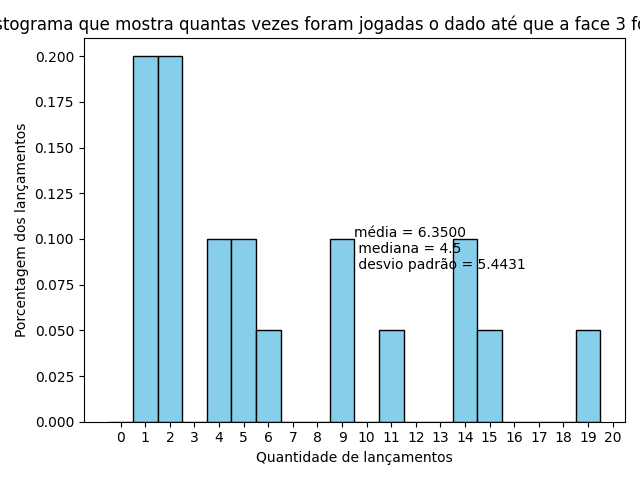 stograma que mostra quantas vezes foram jogadas o dado até que a face 3 fo
0.200
0.175
0.150
0.125
0.100
0.075
0.050
0.025
0.000
Porcentagem dos lançamentos
média = 6.3500
mediana = 4.5
desvio padrão = 5.4431
0 1 2 3 4 5 6 7 8 9 10 11 12 13 14 15 16 17 18 19 20
Quantidade de lançamentos